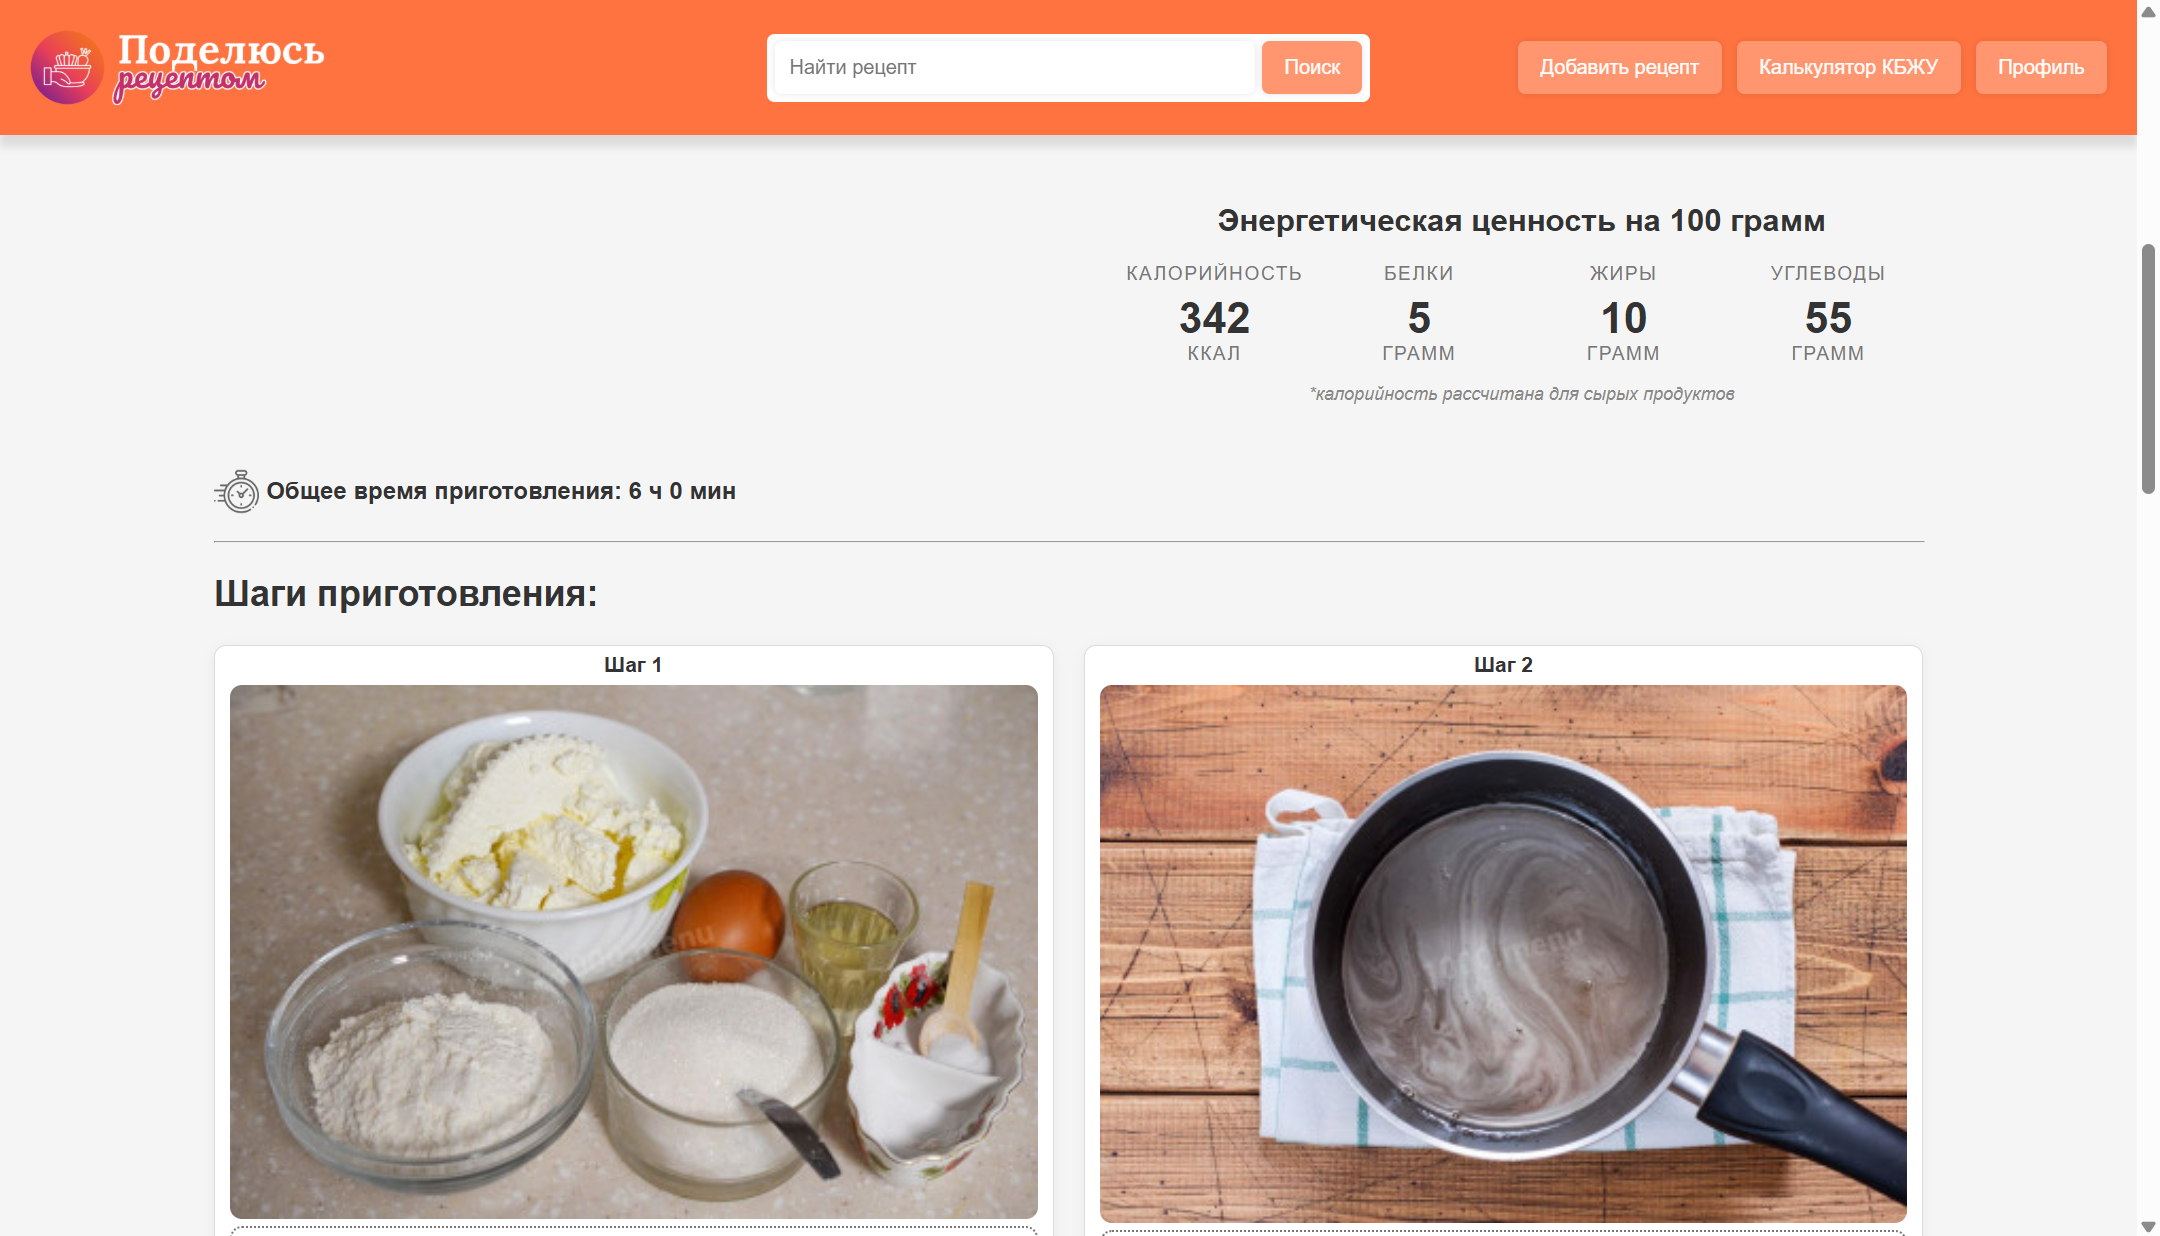 Поделюсь
рецептом
Найти рецепт
Поиск
Добавить рецепт
Калькулятор КБЖУ
Профиль
Энергетическая ценность на 100 грамм
КАЛОРИЙНОСТЬ
342
ККАЛ
БЕЛКИ
5
ГРАММ
ЖИРЫ
10
ГРАММ
УГЛЕВОДЫ
55
ГРАММ
*калорийность рассчитана для сырых продуктов
Общее время приготовления: 6 ч 0 мин
Шаги приготовления:
Шаг 1
Шаг 2